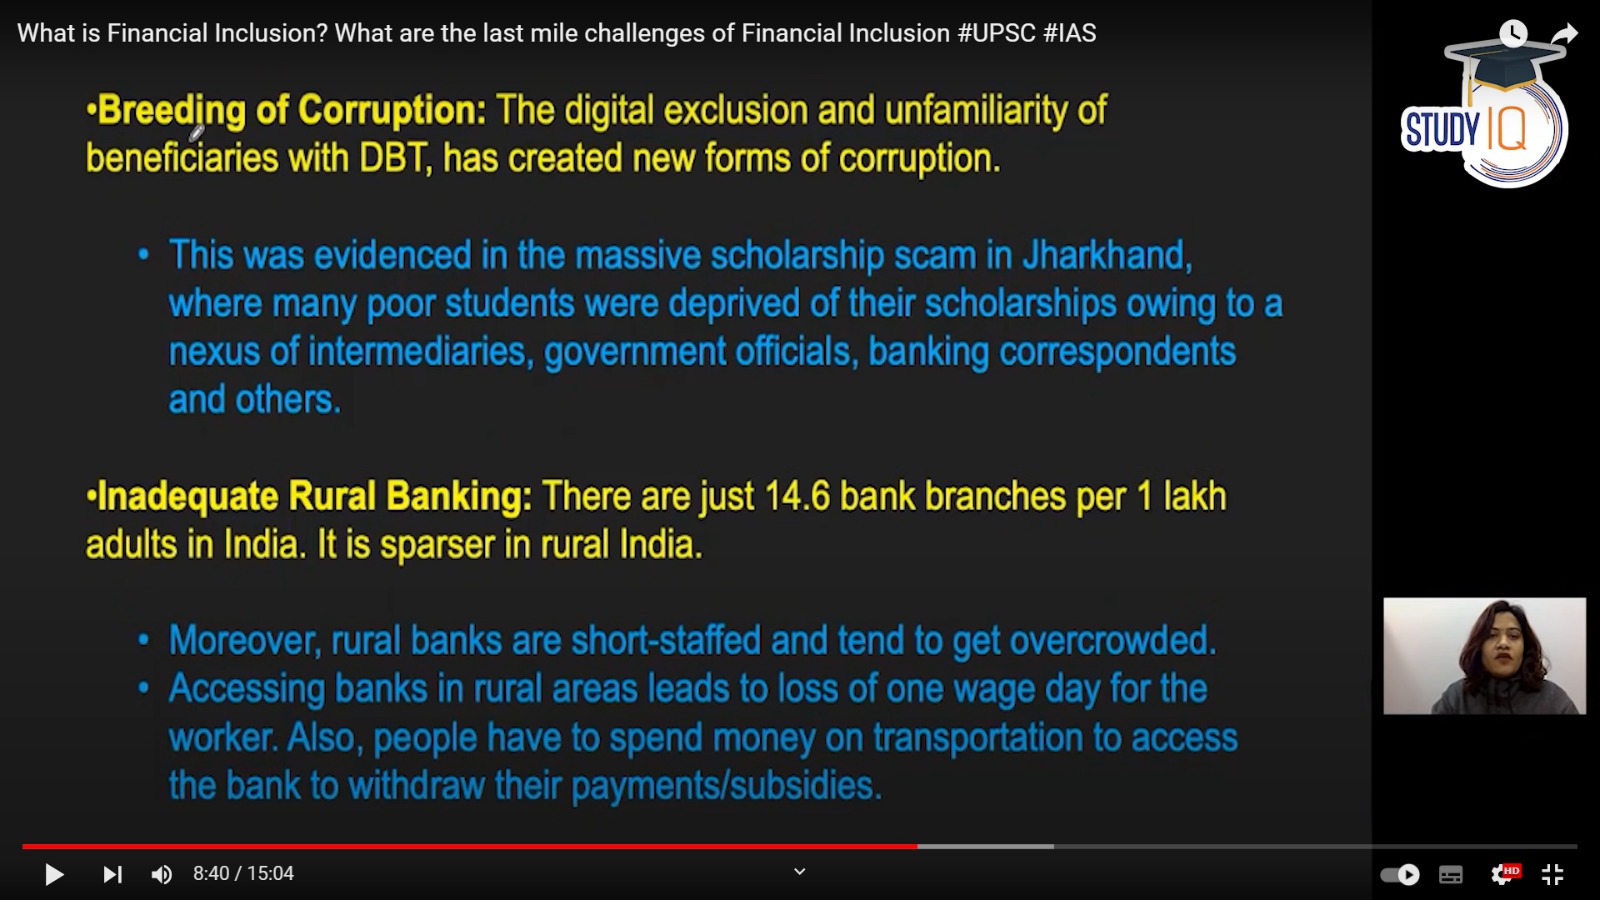 What is Financial Inclusion? What are the last mile challenges of Financial Inclusion #UPSC #IAS
•Breeding of Corruption: The digital exclusion and unfamiliarity of
beneficiaries with DBT, has created new forms of corruption.
• This was evidenced in the massive scholarship scam in Jharkhand,
where many poor students were deprived of their scholarships owing to a
nexus of intermediaries, government officials, banking correspondents
and others.
•Inadequate Rural Banking: There are just 14.6 bank branches per 1 lakh
adults in India. It is sparser in rural India.
• Moreover, rural banks are short-staffed and tend to get overcrowded.
• Accessing banks in rural areas leads to loss of one wage day for the
worker. Also, people have to spend money on transportation to access
the bank to withdraw their payments/subsidies.
STUDY IQ
8:40 / 15:04
HD